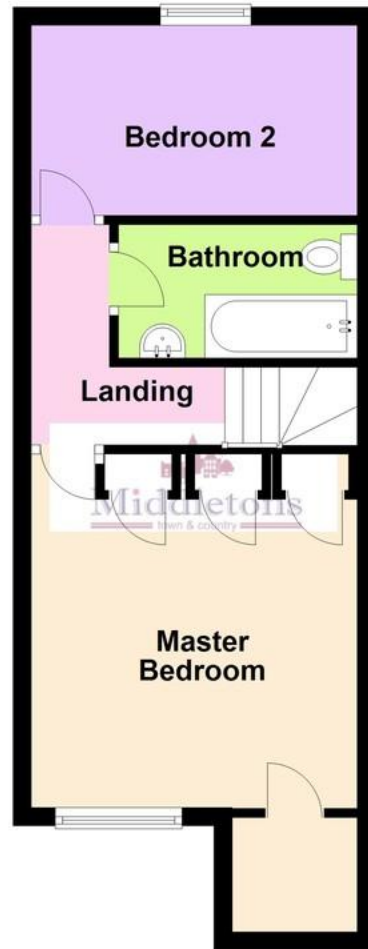 Bedroom 2
Bathroom
Landing
Middletons
town & country
Master
Bedroom